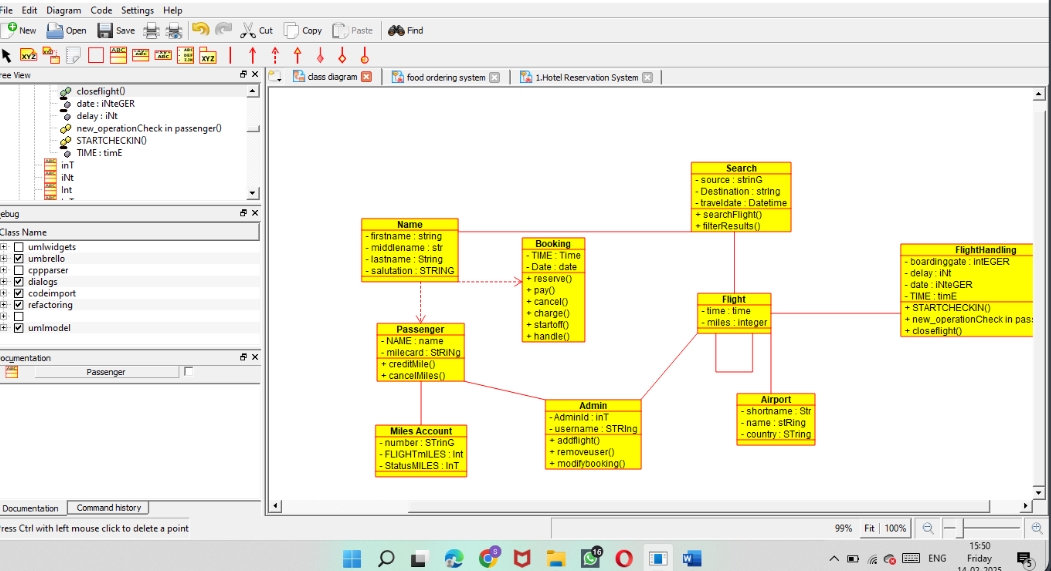 File Edit Diagram Code Settings Help
New Open Save Cut Copy Paste Find
XYZ ABC XYZ
ree View
class diagram food ordering system 1.Hotel Reservation System
closeflight()
date : iNteGER
delay : iNt
new_operationCheck in passenger()
STARTCHECKIN()
TIME : timE
inT
iNt
Int
ebug
Class Name
umlwidgets
umbrello
cppparser
dialogs
codeimport
refactoring
umlmodel
ocumentation
Passenger
Documentation Command history
Search
- source : strinG
- Destination : strIng
- traveldate : Datetime
+ searchFlight()
+ filterResults()
Name
- firstname : string
- middlename : str
- lastname : String
- salutation : STRING
Booking
- TIME : Time
- Date : date
+ reserve()
+ pay()
+ cancel()
+ charge()
+ startoff()
+ handle()
FlightHandling
- boardinggate : intEGER
- delay : iNt
- date : iNteGER
- TIME : timE
+ STARTCHECKIN()
+ new_operationCheck in pass
+ closeflight()
Flight
- time : time
- miles : integer
Passenger
- NAME : name
- milecard : StRiNg
+ creditMile()
+ cancelMiles()
Airport
- shortname : Str
- name : stRing
- country : STring
Admin
- AdminId : inT
- username : STRIng
+ addflight()
+ removeuser()
+ modifybooking()
Miles Account
- number : STrinG
- FLIGHTmILES : Int
- StatusMILES : InT
Press Ctrl with left mouse click to delete a point
99% Fit 100%
S 16 ENG
15:50
Friday
14-02-2025
5